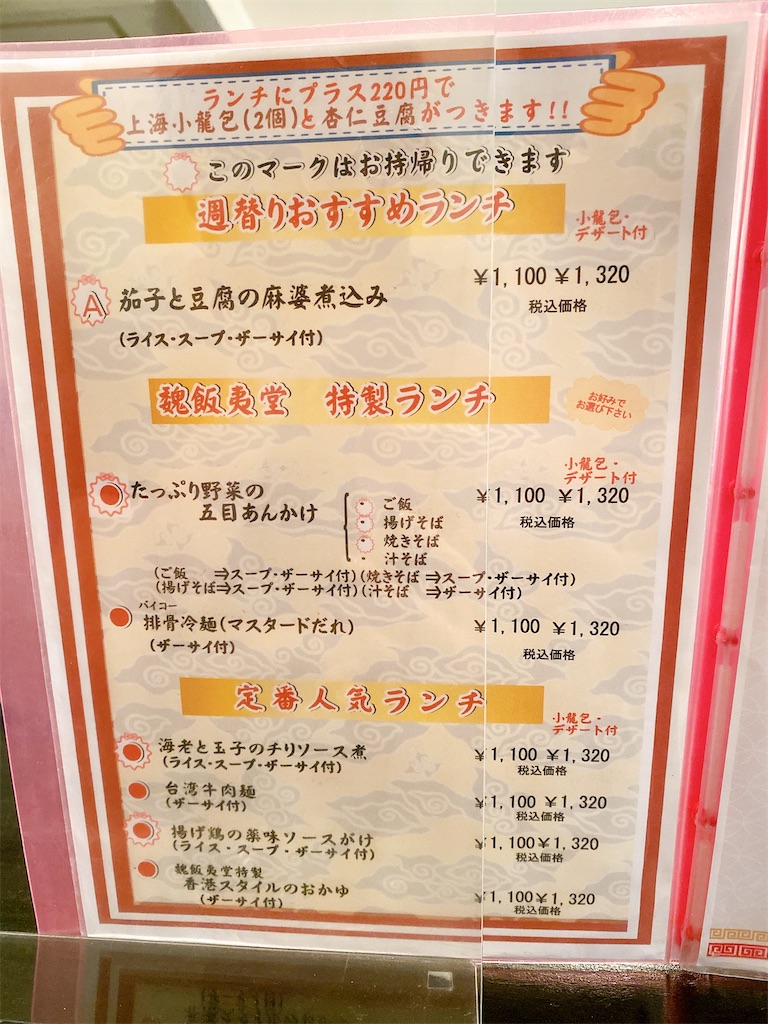 ランチにプラス220円で
上海小龍包(2個)と杏仁豆腐がつきます!!
このマークはお持帰りできます
週替りおすすめランチ
小龍包・
デザート付
A 茄子と豆腐の麻婆煮込み ¥1,100 ¥1,320
税込価格
(ライス・スープ・ザーサイ付)
魏飯夷堂 特製ランチ
お好みで
お選び下さい
小龍包・
デザート付
たっぷり野菜の ¥1,100 ¥1,320
五目あんかけ 税込価格
ご飯
揚げそば
焼きそば
・ 汁そば
(ご飯 ⇒スープ・ザーサイ付)(焼きそば ⇒スープ・ザーサイ付)
(揚げそば⇒スープ・ザーサイ付)(汁そば ⇒ザーサイ付)
パイコー
排骨冷麺(マスタードだれ) ¥1,100 ¥1,320
(ザーサイ付) 税込価格
定番人気ランチ
小龍包・
デザート付
海老と玉子のチリソース煮 ¥1,100 ¥1,320
(ライス・スープ・ザーサイ付) 税込価格
台湾牛肉麺 ¥1,100 ¥1,320
(ザーサイ付) 税込価格
揚げ鶏の薬味ソースがけ ¥1,100 ¥1,320
(ライス・スープ・ザーサイ付) 税込価格
魏飯夷堂特製
香港スタイルのおかゆ ¥1,100 ¥1,320
(ザーサイ付) 税込価格